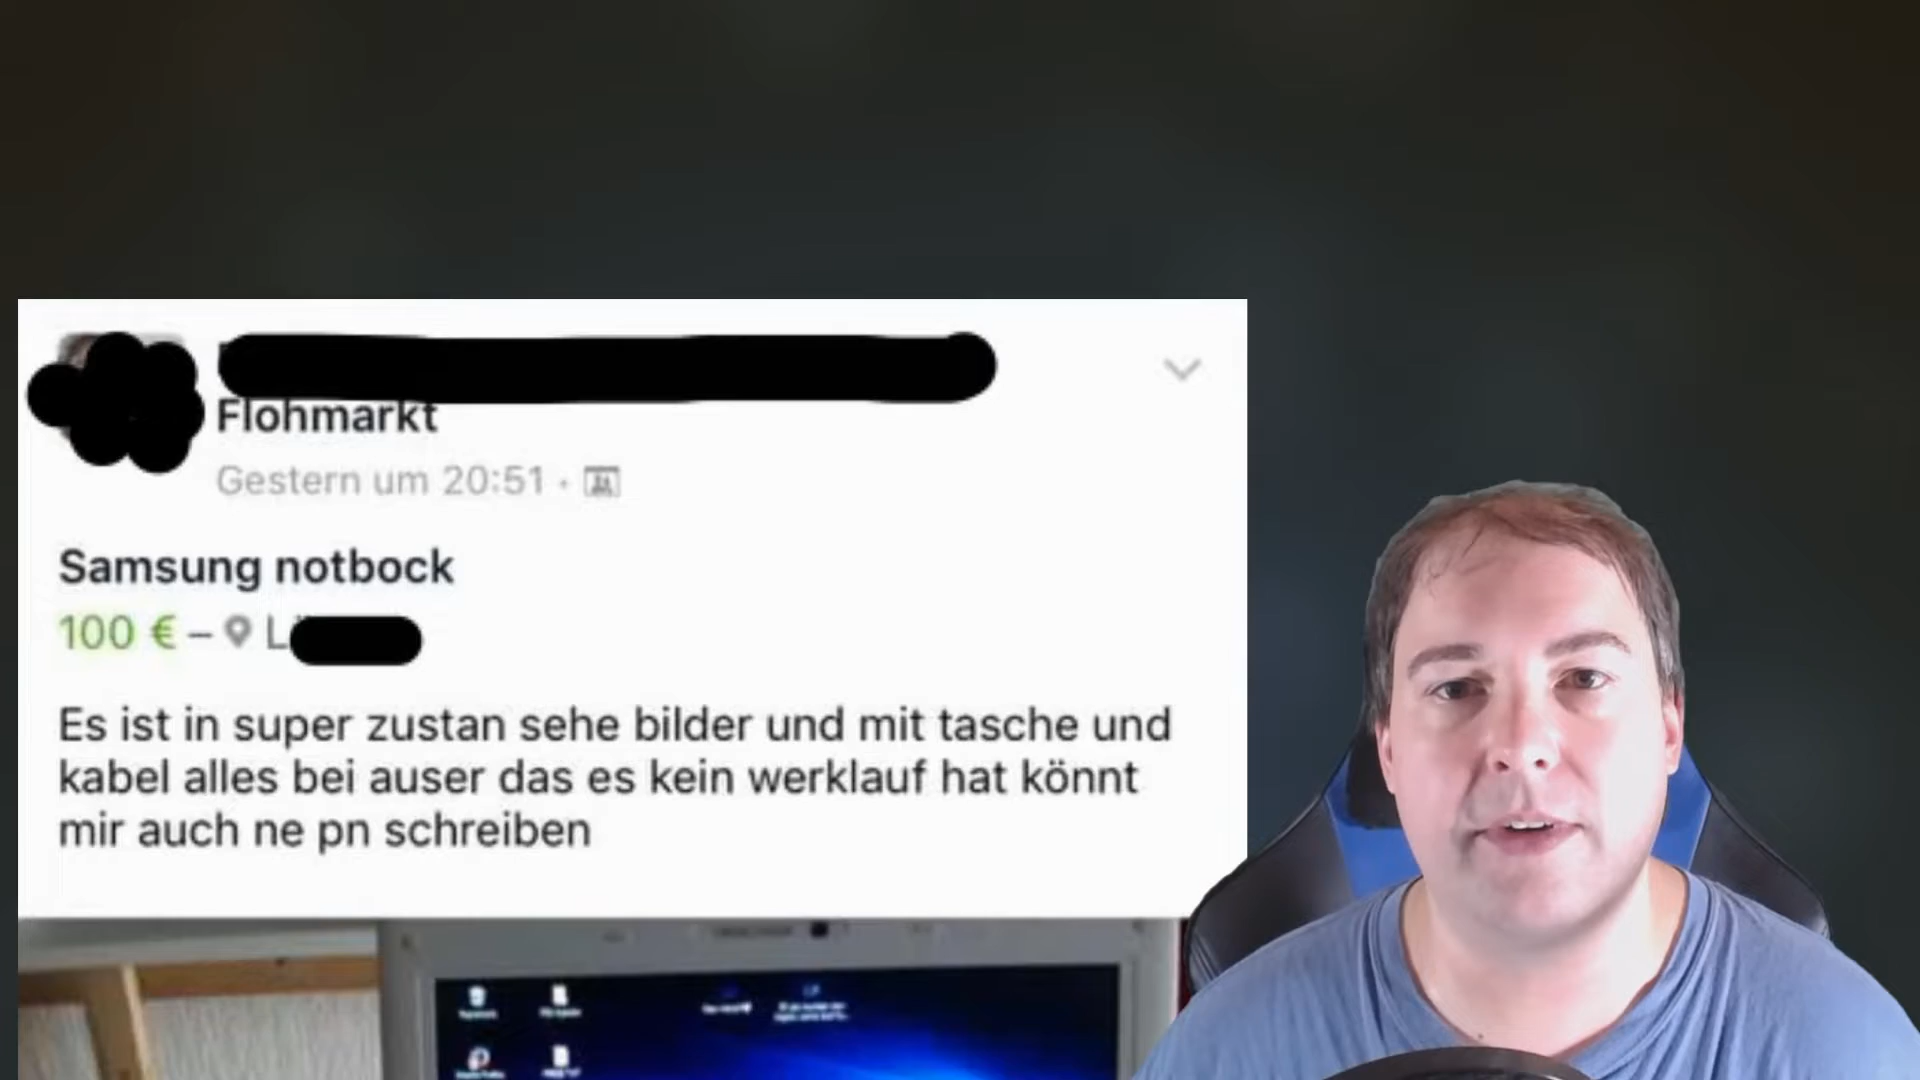 Flohmarkt
Gestern um 20:51 ·
Samsung notbock
100 € – L
Es ist in super zustan sehe bilder und mit tasche und
kabel alles bei auser das es kein werklauf hat könnt
mir auch ne pn schreiben